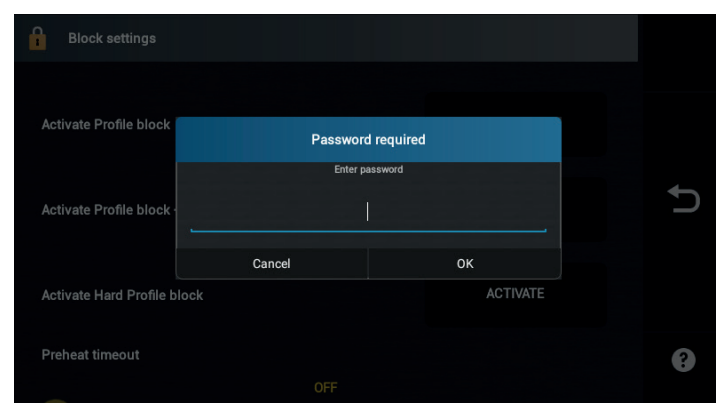 Block settings
Activate Profile block
Password required
Enter password
Activate Profile block
Cancel OK
Activate Hard Profile block ACTIVATE
Preheat timeout
OFF